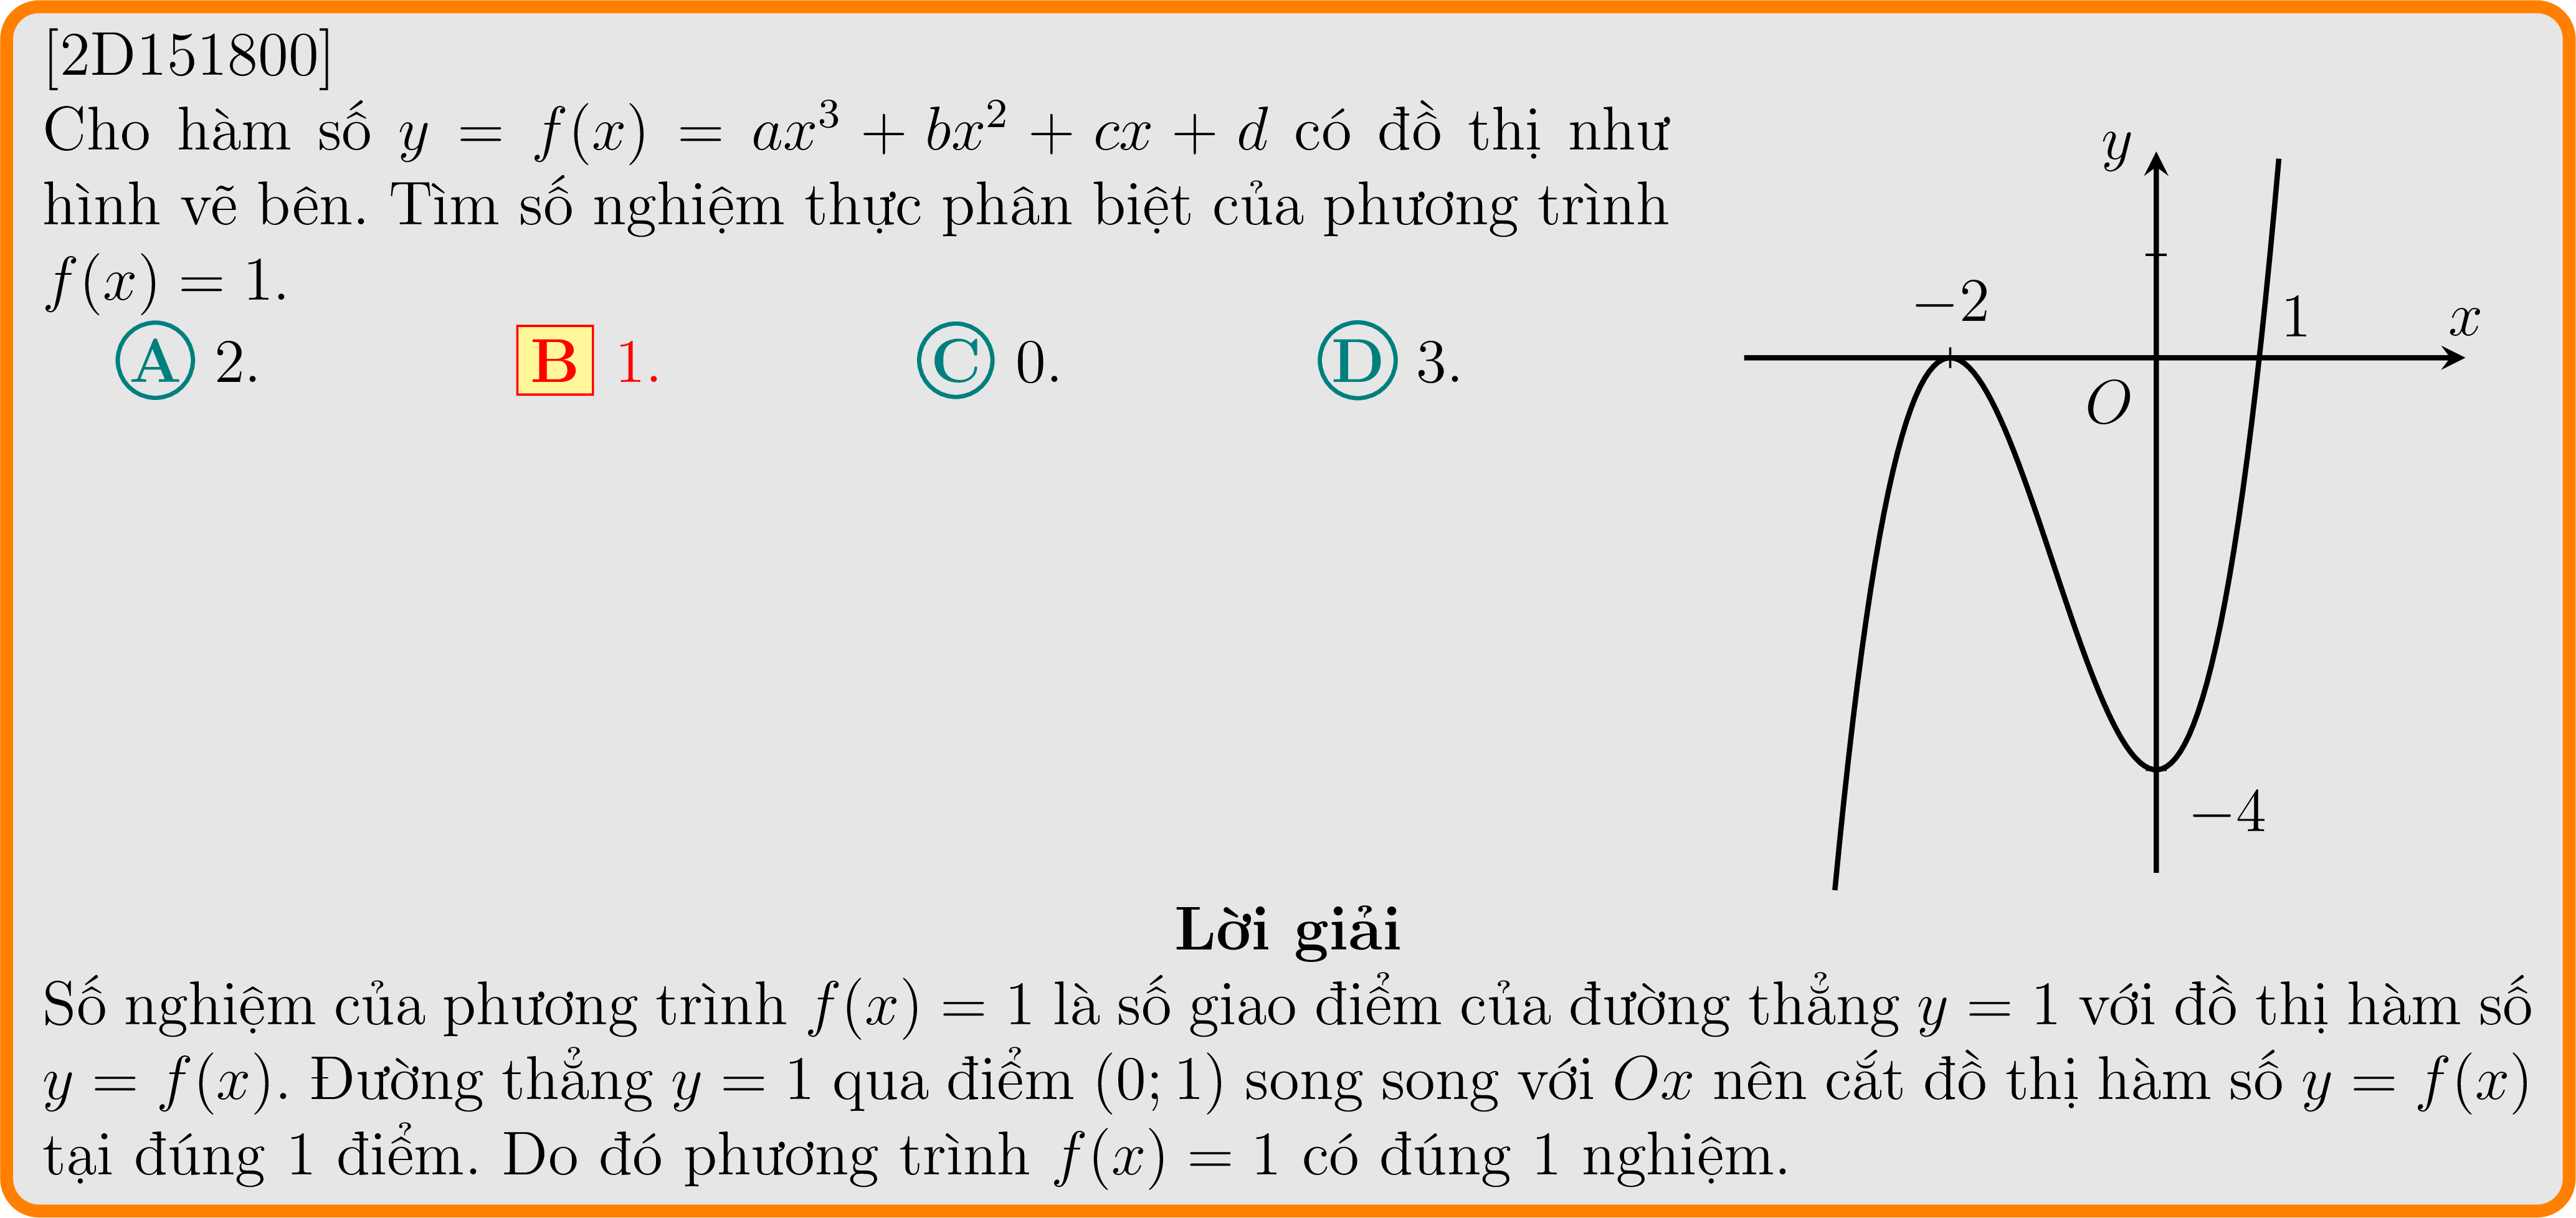 [2D151800]
Cho hàm số y = f(x) = ax³ + bx² + cx + d có đồ thị như
hình vẽ bên. Tìm số nghiệm thực phân biệt của phương trình
f(x) = 1.
A 2. B 1. C 0. D 3.
y
−2
1
x
O
−4
Lời giải
Số nghiệm của phương trình f(x) = 1 là số giao điểm của đường thẳng y = 1 với đồ thị hàm số
y = f(x). Đường thẳng y = 1 qua điểm (0; 1) song song với Ox nên cắt đồ thị hàm số y = f(x)
tại đúng 1 điểm. Do đó phương trình f(x) = 1 có đúng 1 nghiệm.